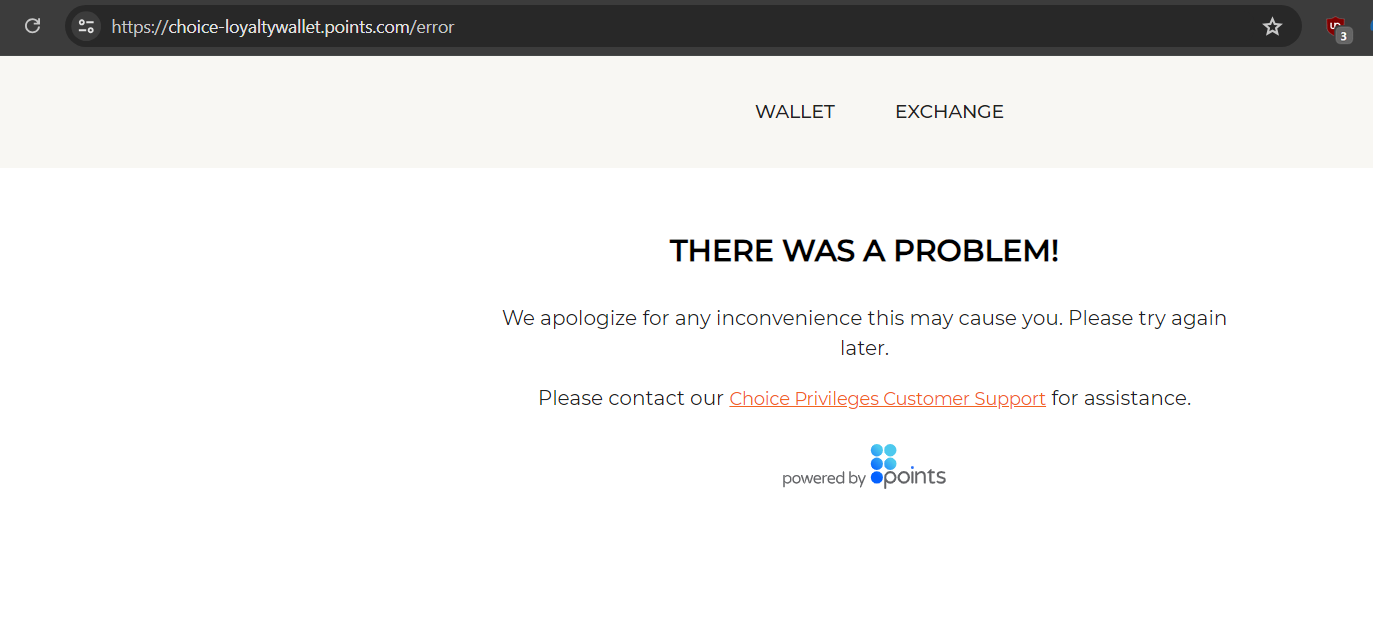 https://choice-loyaltywallet.points.com/error
3
WALLET EXCHANGE
THERE WAS A PROBLEM!
We apologize for any inconvenience this may cause you. Please try again
later.
Please contact our Choice Privileges Customer Support for assistance.
powered by points